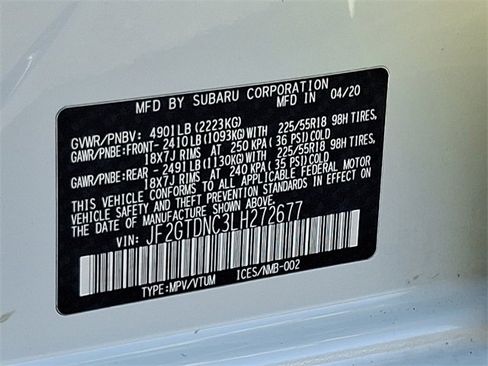 MFD BY SUBARU CORPORATION
MFD IN 04/20
GVWR/PNBV: 4901LB(2223KG)
GAWR/PNBE:FRONT-2410LB(1093KG)WITH 225/55R18 98H TIRES,
18X7J RIMS AT 250 KPA(36 PSI)COLD
GAWR/PNBE:REAR -2491LB(1130KG)WITH 225/55R18 98H TIRES,
18X7J RIMS AT 240 KPA(35 PSI)COLD
THIS VEHICLE CONFORMS TO ALL APPLICABLE FEDERAL MOTOR
VEHICLE SAFETY AND BUMPER STANDARDS IN EFFECT ON
THE DATE OF MANUFACTURE SHOWN ABOVE.
VIN: JF2GTDNC3LH272677
TYPE:MPV/VTUM ICES/NMB-002